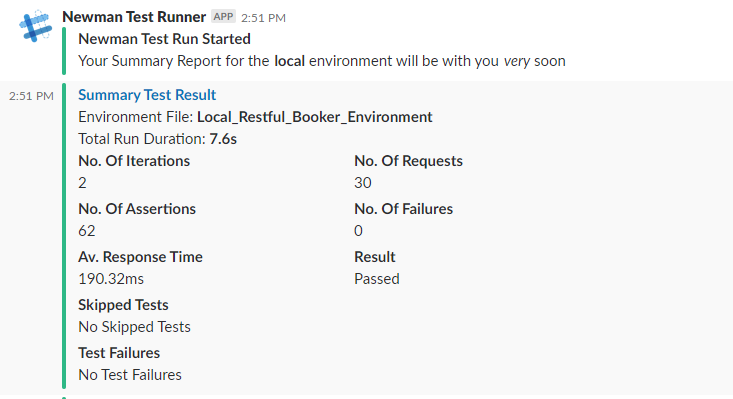 Newman Test Runner APP 2:51 PM
Newman Test Run Started
Your Summary Report for the local environment will be with you very soon
2:51 PM Summary Test Result
Environment File: Local_Restful_Booker_Environment
Total Run Duration: 7.6s
No. Of Iterations No. Of Requests
2 30
No. Of Assertions No. Of Failures
62 0
Av. Response Time Result
190.32ms Passed
Skipped Tests
No Skipped Tests
Test Failures
No Test Failures